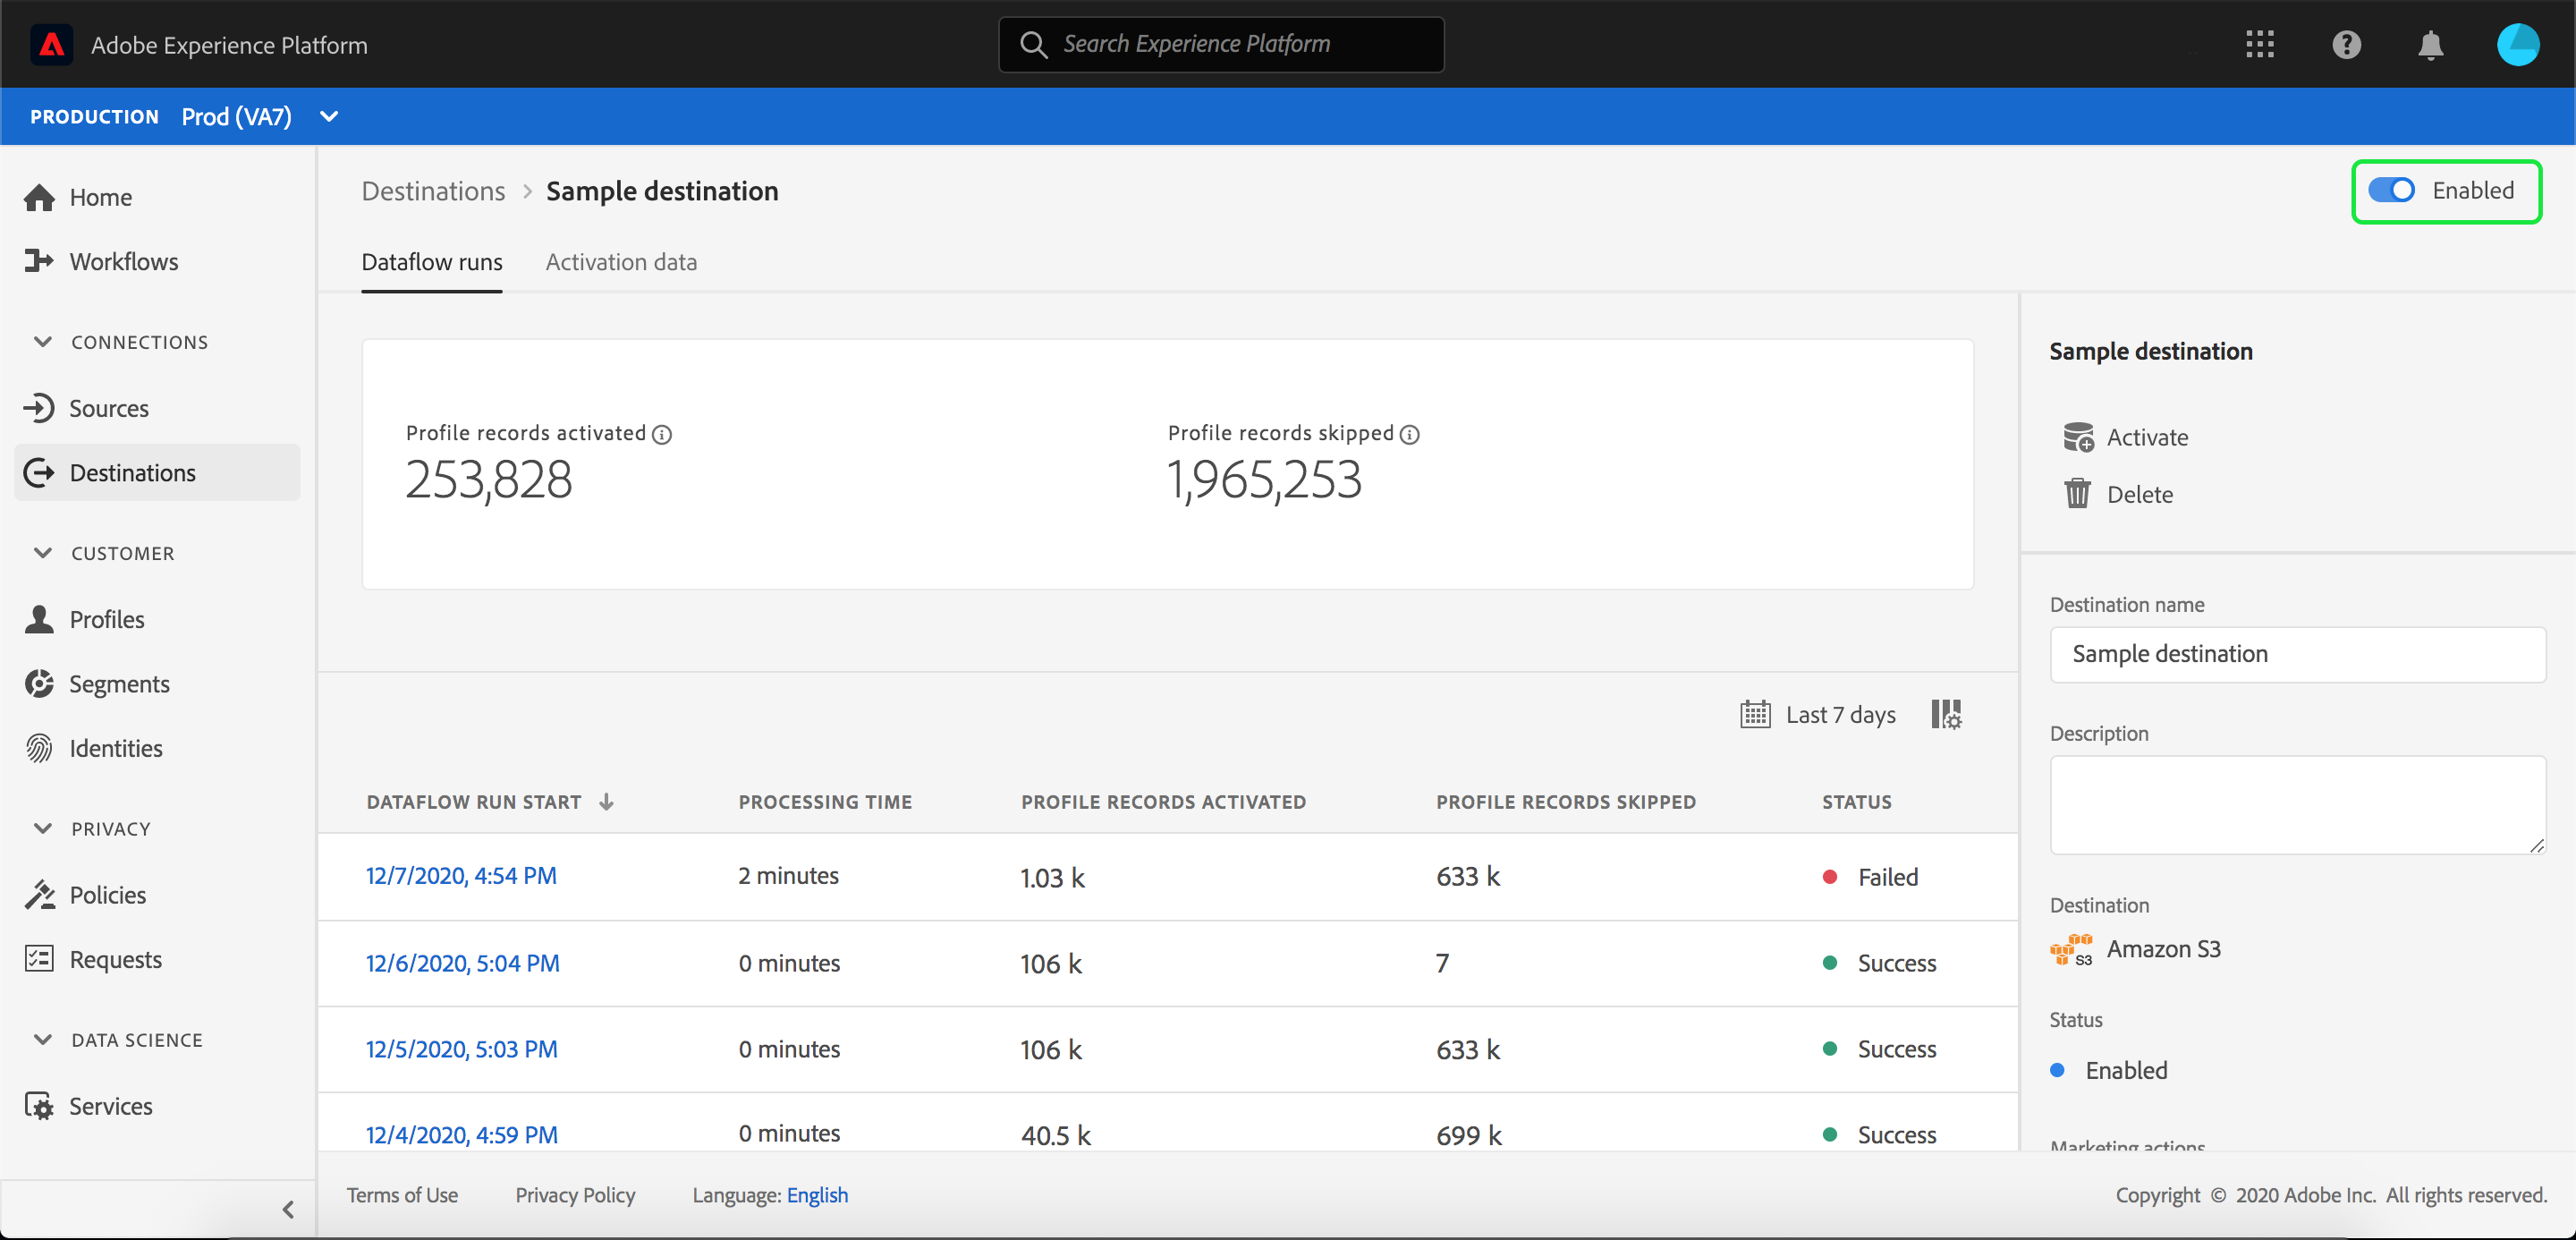 Adobe Experience Platform
Search Experience Platform
PRODUCTION Prod (VA7)
Home
Workflows
CONNECTIONS
Sources
Destinations
CUSTOMER
Profiles
Segments
Identities
PRIVACY
Policies
Requests
DATA SCIENCE
Services
Destinations > Sample destination
Enabled
Dataflow runs Activation data
Profile records activated
253,828
Profile records skipped
1,965,253
Last 7 days
DATAFLOW RUN START PROCESSING TIME PROFILE RECORDS ACTIVATED PROFILE RECORDS SKIPPED STATUS
12/7/2020, 4:54 PM 2 minutes 1.03 k 633 k Failed
12/6/2020, 5:04 PM 0 minutes 106 k 7 Success
12/5/2020, 5:03 PM 0 minutes 106 k 633 k Success
12/4/2020, 4:59 PM 0 minutes 40.5 k 699 k Success
Sample destination
Activate
Delete
Destination name
Sample destination
Description
Destination
S3 Amazon S3
Status
Enabled
Marketing actions
Terms of Use Privacy Policy Language: English
Copyright © 2020 Adobe Inc. All rights reserved.